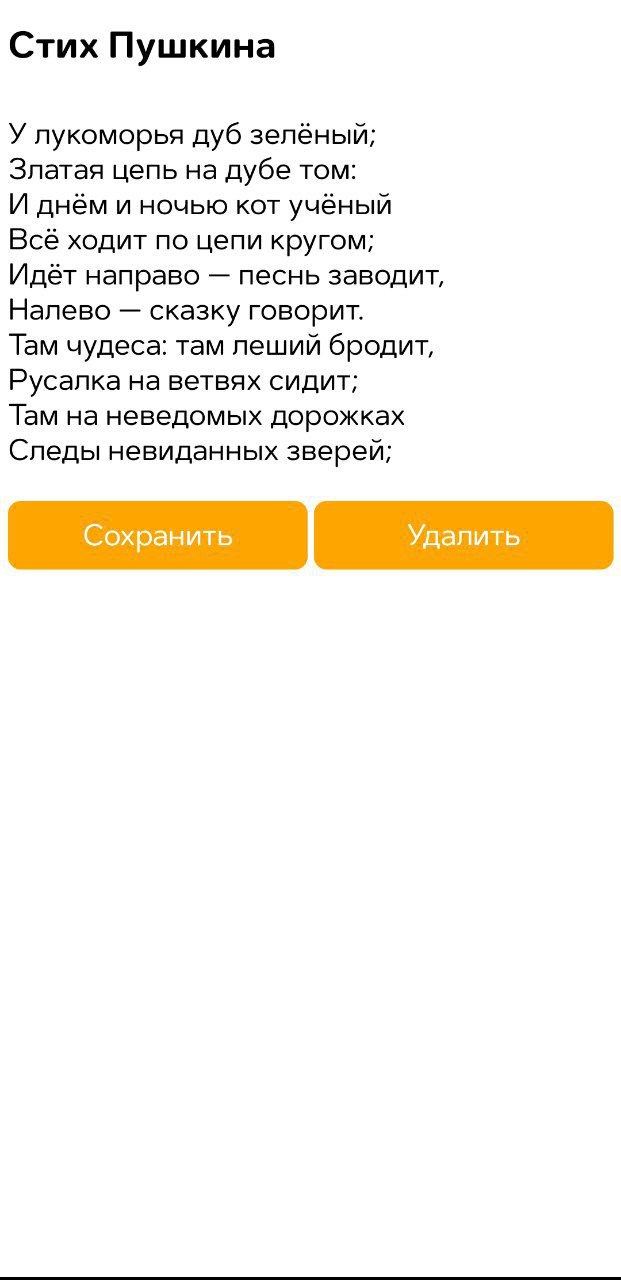 Стих Пушкина
У лукоморья дуб зелёный;
Златая цепь на дубе том:
И днём и ночью кот учёный
Всё ходит по цепи кругом;
Идёт направо — песнь заводит,
Налево — сказку говорит.
Там чудеса: там леший бродит,
Русалка на ветвях сидит;
Там на неведомых дорожках
Следы невиданных зверей;
Сохранить Удалить